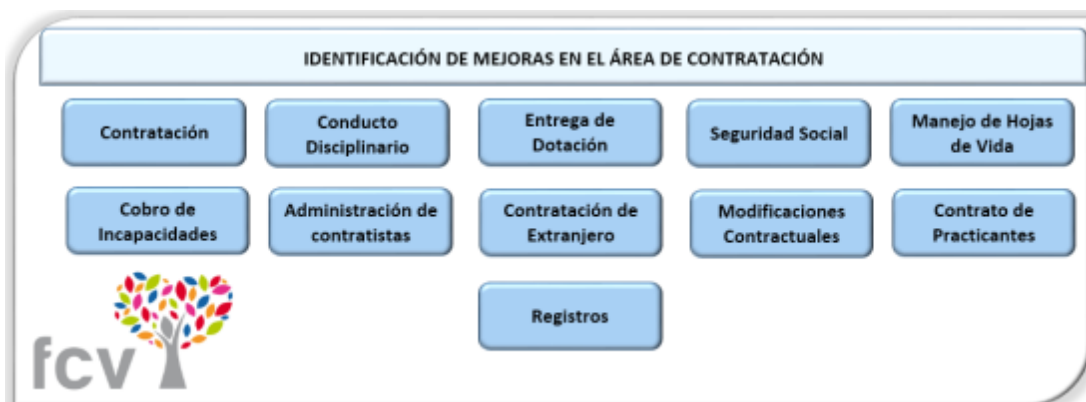 IDENTIFICACIÓN DE MEJORAS EN EL ÁREA DE CONTRATACIÓN
Contratación
Conducto
Disciplinario
Entrega de
Dotación
Seguridad Social
Manejo de Hojas
de Vida
Cobro de
Incapacidades
Administración de
contratistas
Contratación de
Extranjero
Modificaciones
Contractuales
Contrato de
Practicantes
Registros
fcv